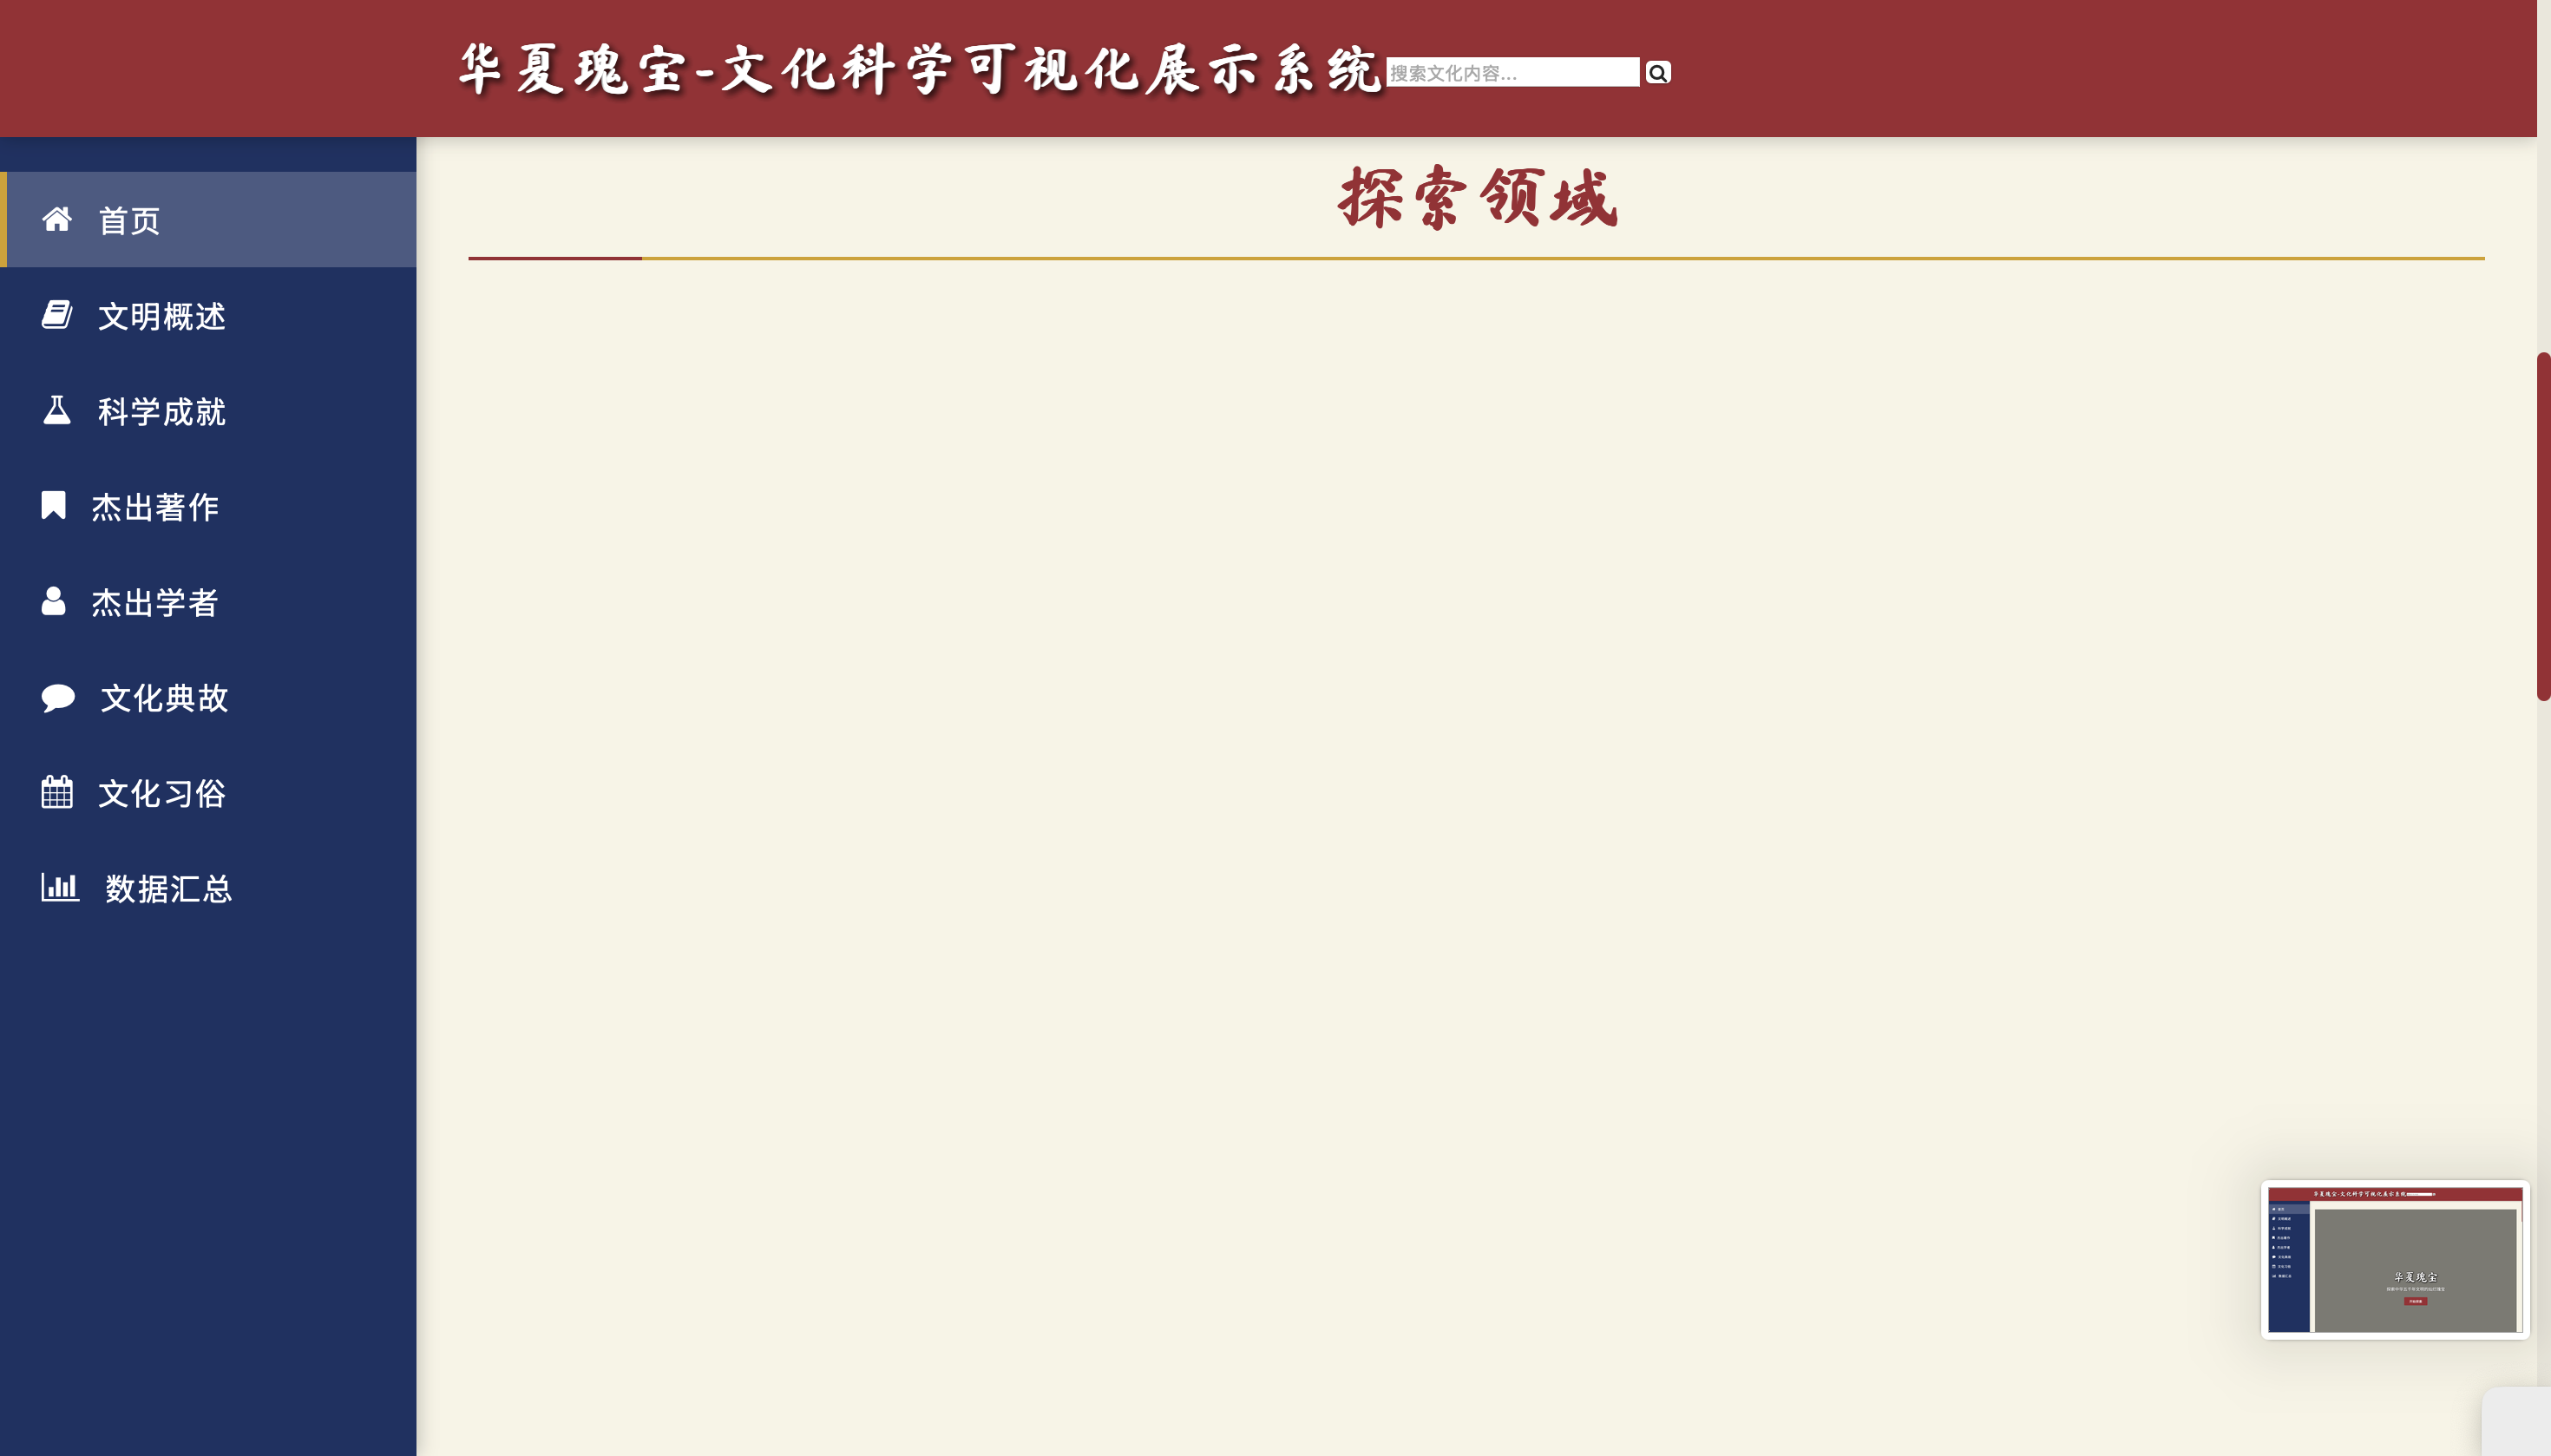 华夏瑰宝-文化科学可视化展示系统
搜索文化内容...
首页
文明概述
科学成就
杰出著作
杰出学者
文化典故
文化习俗
数据汇总
探索领域
华夏瑰宝-文化科学可视化展示系统
华夏瑰宝